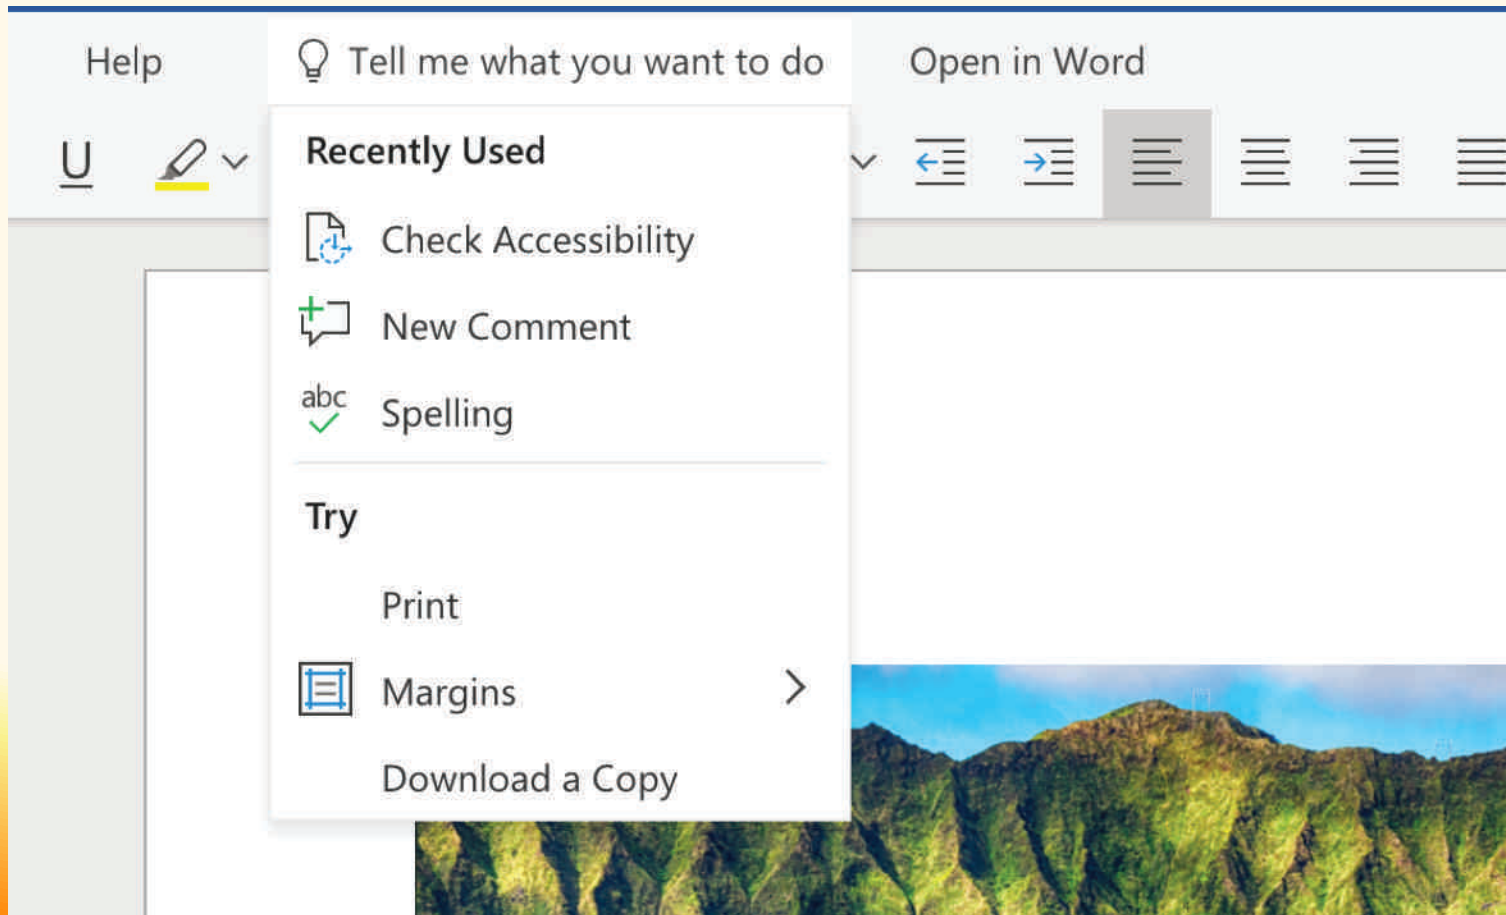 Help
Tell me what you want to do
Open in Word
U
Recently Used
Check Accessibility
New Comment
abc
Spelling
Try
Print
Margins
Download a Copy